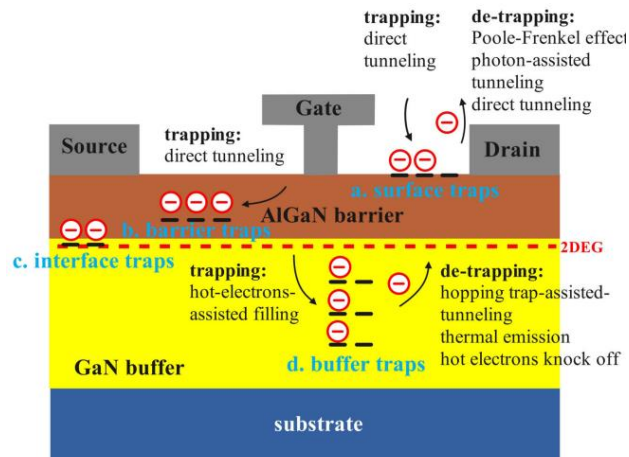 trapping:
direct
tunneling
de-trapping:
Poole-Frenkel effect
photon-assisted
tunneling
direct tunneling
Gate
Source
trapping:
direct tunneling
Drain
a. surface traps
AlGaN barrier
b. barrier traps
2DEG
c. interface traps
trapping:
hot-electrons-
assisted filling
de-trapping:
hopping trap-assisted-
tunneling
thermal emission
hot electrons knock off
d. buffer traps
GaN buffer
substrate